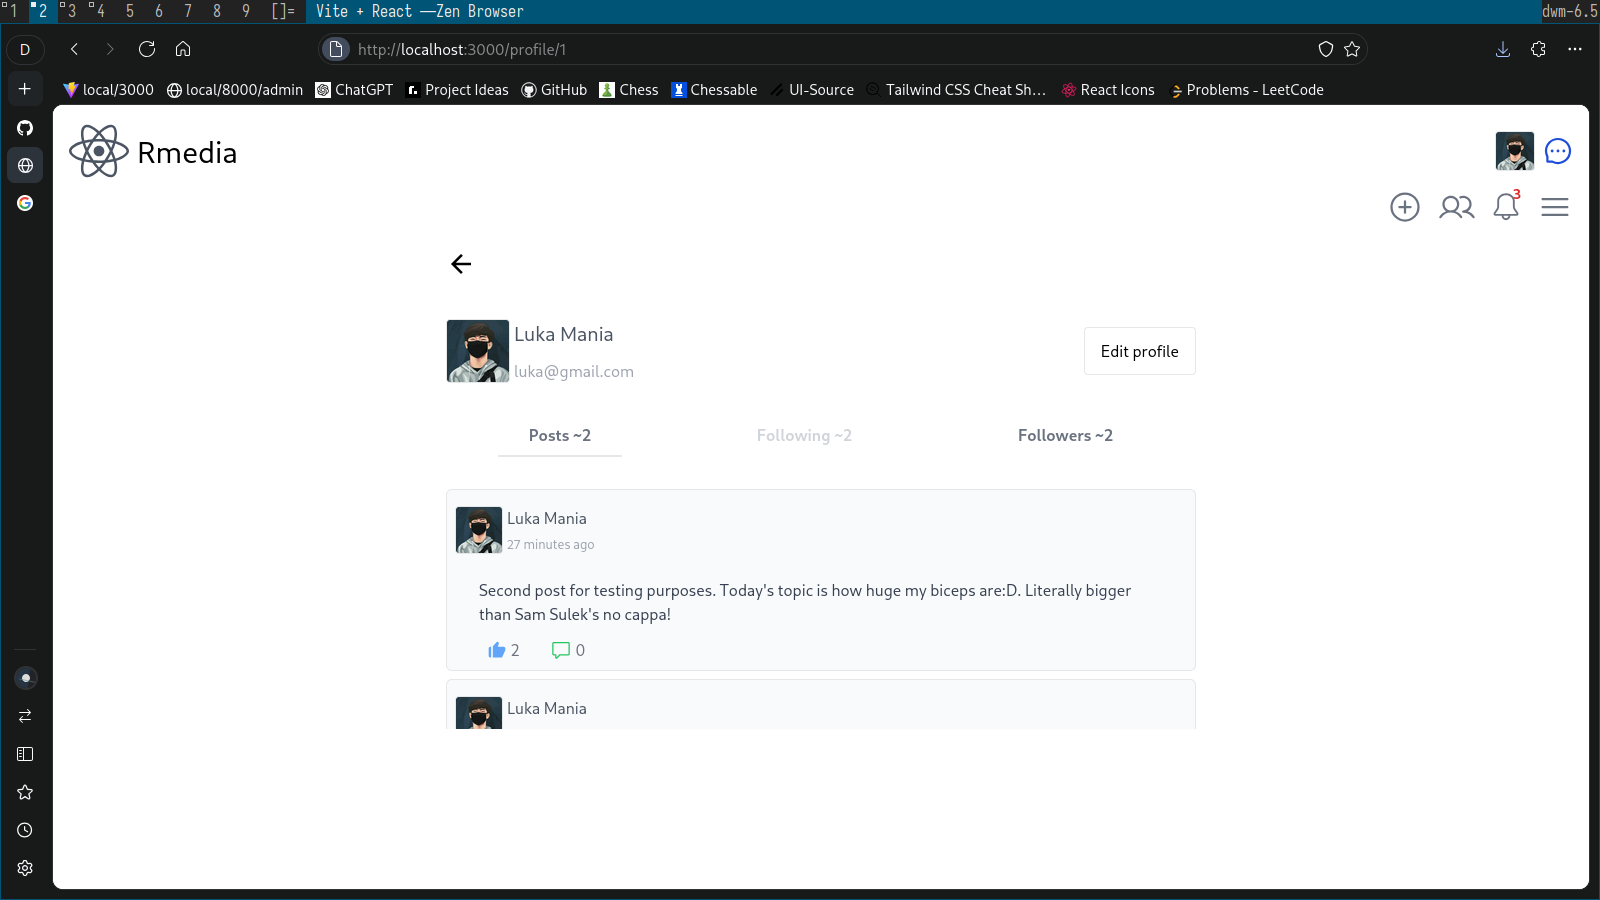 1 2 3 4 5 6 7 8 9 []= Vite + React —Zen Browser dwm-6.5
D http://localhost:3000/profile/1
local/3000 local/8000/admin ChatGPT Project Ideas GitHub Chess Chessable UI-Source Tailwind CSS Cheat Sh... React Icons Problems - LeetCode
Rmedia
3
Luka Mania
luka@gmail.com
Edit profile
Posts ~2 Following ~2 Followers ~2
Luka Mania
27 minutes ago
Second post for testing purposes. Today's topic is how huge my biceps are:D. Literally bigger
than Sam Sulek's no cappa!
2 0
Luka Mania